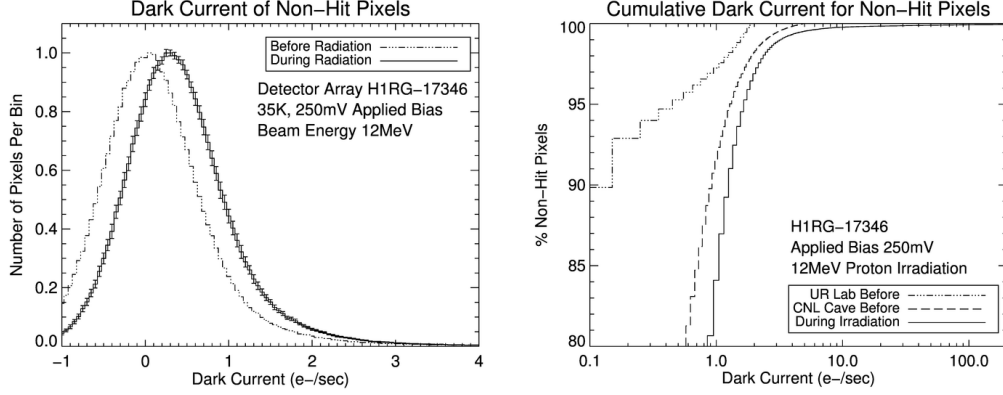 Dark Current of Non−Hit Pixels
Number of Pixels Per Bin
1.0
0.8
0.6
0.4
0.2
0.0
Before Radiation
During Radiation
Detector Array H1RG−17346
35K, 250mV Applied Bias
Beam Energy 12MeV
−1 0 1 2 3 4
Dark Current (e−/sec)
Cumulative Dark Current for Non−Hit Pixels
% Non−Hit Pixels
100
95
90
85
80
H1RG−17346
Applied Bias 250mV
12MeV Proton Irradiation
UR Lab Before
CNL Cave Before
During Irradiation
0.1 1.0 10.0 100.0
Dark Current (e−/sec)